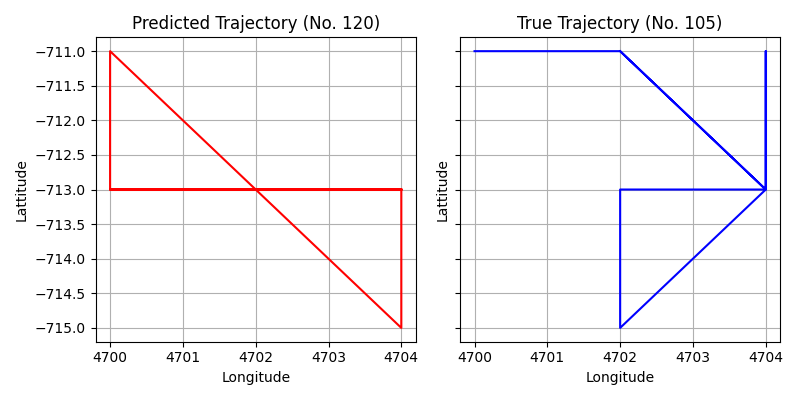 Predicted Trajectory (No. 120)
True Trajectory (No. 105)
−711.0
−711.5
−712.0
−712.5
−713.0
−713.5
−714.0
−714.5
−715.0
Lattitude
4700 4701 4702 4703 4704
Longitude
Lattitude
4700 4701 4702 4703 4704
Longitude